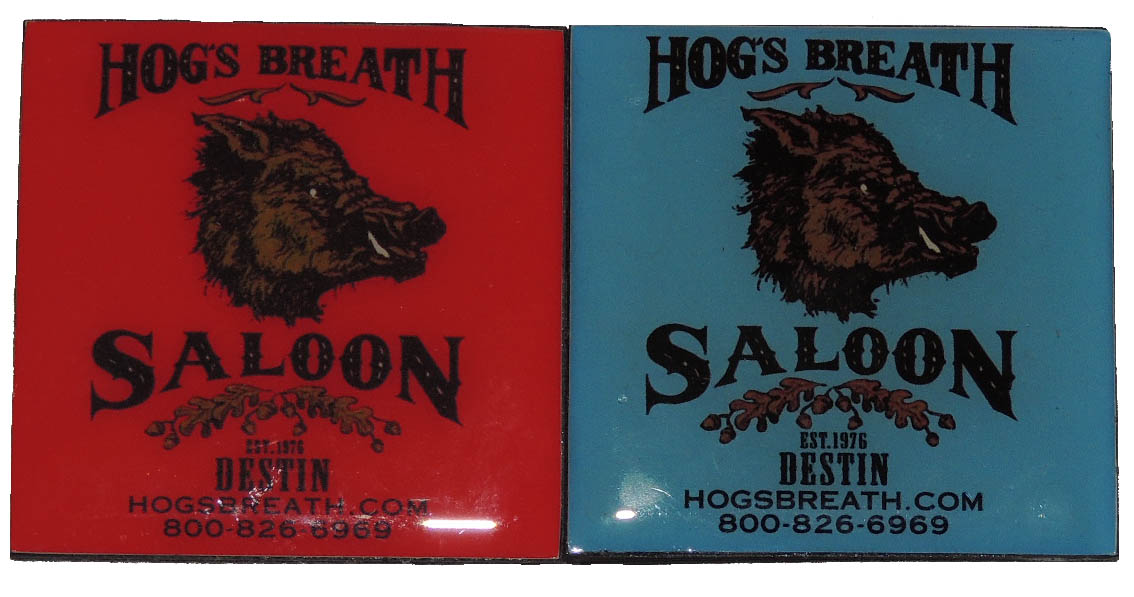 HOG'S BREATH
SALOON
EST.1976
DESTIN
HOGSBREATH.COM
800-826-6969
HOG'S BREATH
SALOON
EST.1976
DESTIN
HOGSBREATH.COM
800-826-6969